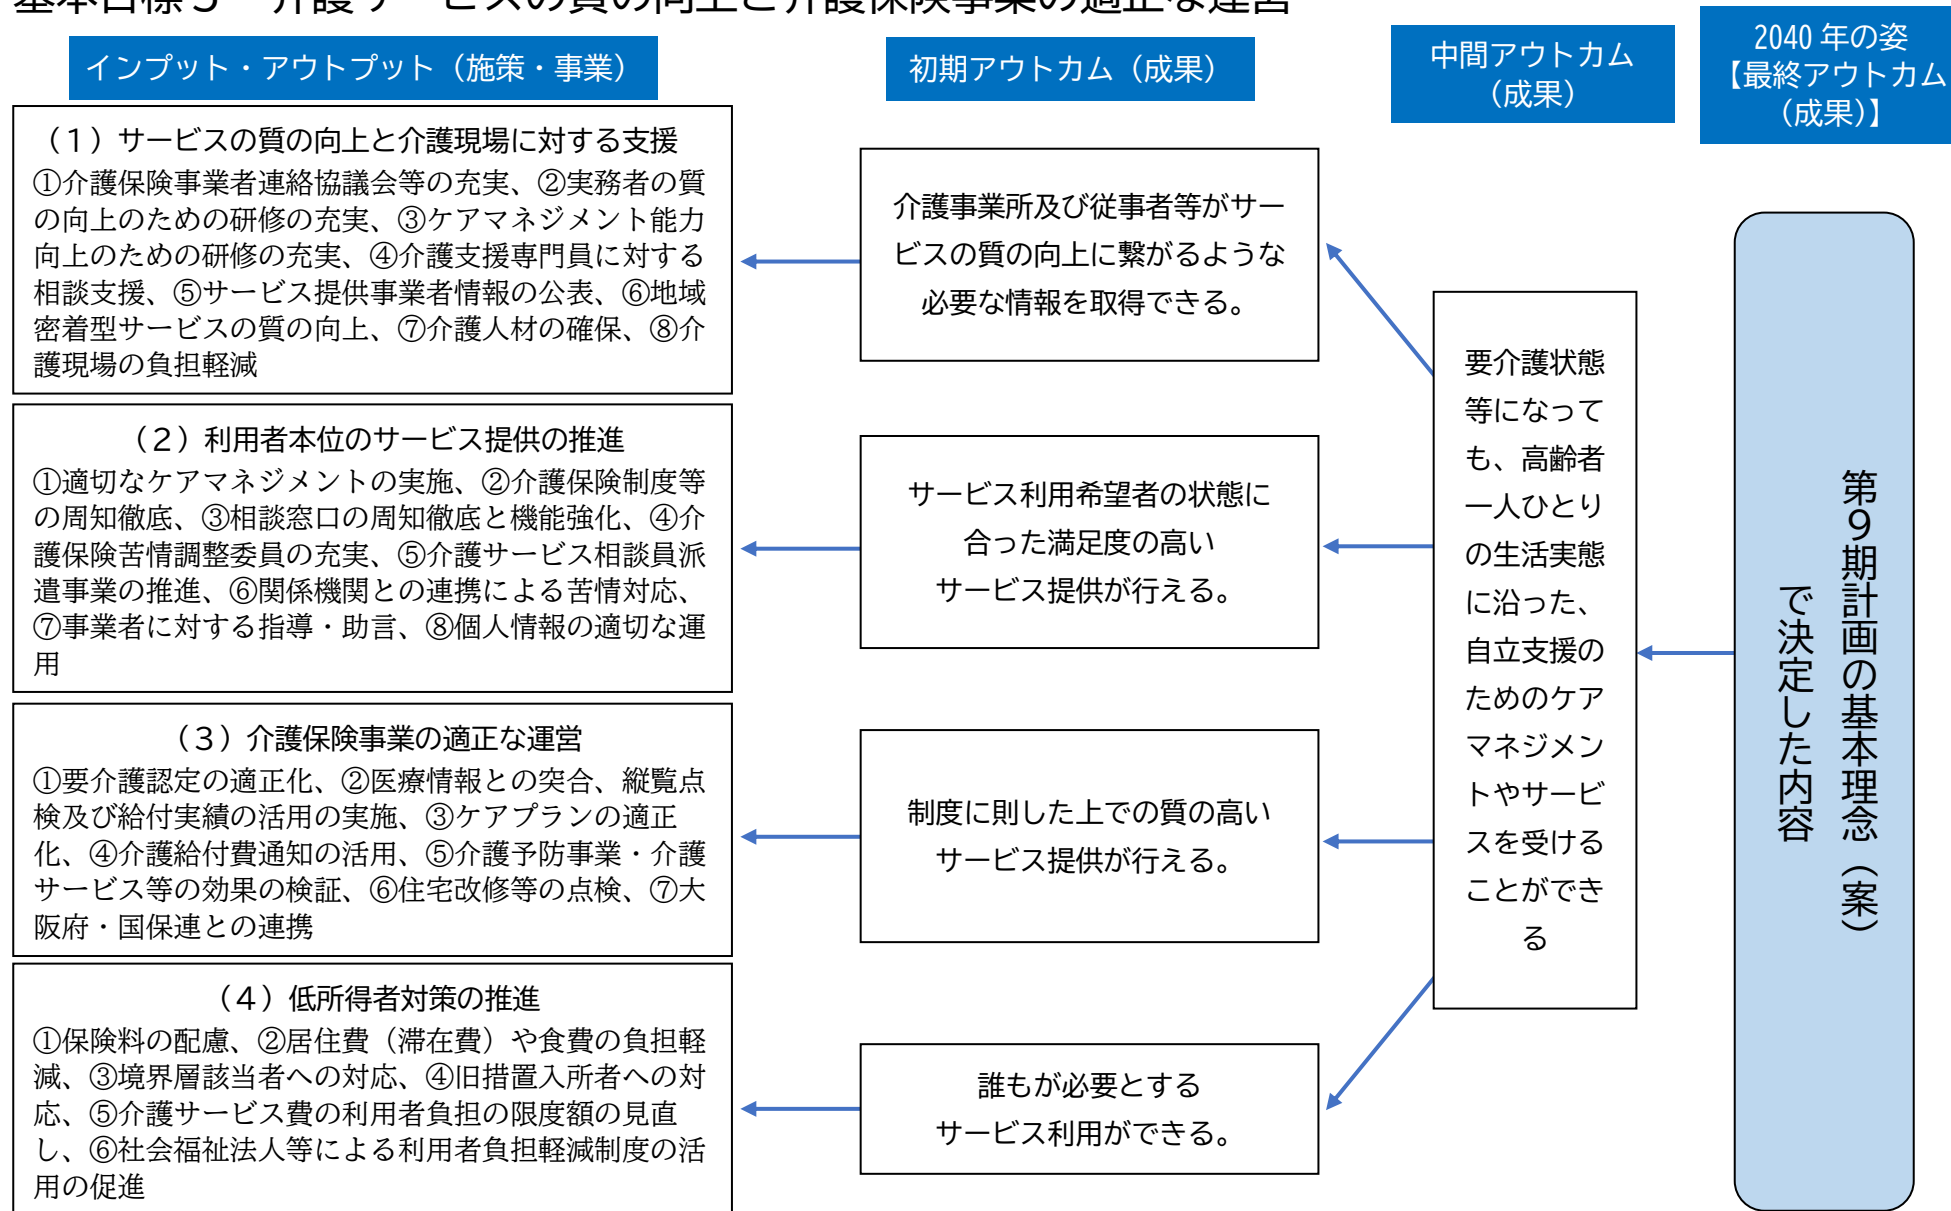 基本目標５　介護サービスの質の向上と介護保険事業の適正な運営
インプット・アウトプット（施策・事業）
初期アウトカム（成果）
中間アウトカム
（成果）
2040 年の姿
【最終アウトカム
（成果）】
（１）サービスの質の向上と介護現場に対する支援
①介護保険事業者連絡協議会等の充実、②実務者の質
の向上のための研修の充実、③ケアマネジメント能力
向上のための研修の充実、④介護支援専門員に対する
相談支援、⑤サービス提供事業者情報の公表、⑥地域
密着型サービスの質の向上、⑦介護人材の確保、⑧介
護現場の負担軽減
（２）利用者本位のサービス提供の推進
①適切なケアマネジメントの実施、②介護保険制度等
の周知徹底、③相談窓口の周知徹底と機能強化、④介
護保険苦情調整委員の充実、⑤介護サービス相談員派
遣事業の推進、⑥関係機関との連携による苦情対応、
⑦事業者に対する指導・助言、⑧個人情報の適切な運
用
（３）介護保険事業の適正な運営
①要介護認定の適正化、②医療情報との突合、縦覧点
検及び給付実績の活用の実施、③ケアプランの適正
化、④介護給付費通知の活用、⑤介護予防事業・介護
サービス等の効果の検証、⑥住宅改修等の点検、⑦大
阪府・国保連との連携
（４）低所得者対策の推進
①保険料の配慮、②居住費（滞在費）や食費の負担軽
減、③境界層該当者への対応、④旧措置入所者への対
応、⑤介護サービス費の利用者負担の限度額の見直
し、⑥社会福祉法人等による利用者負担軽減制度の活
用の促進
介護事業所及び従事者等がサー
ビスの質の向上に繋がるような
必要な情報を取得できる。
サービス利用希望者の状態に
合った満足度の高い
サービス提供が行える。
制度に則した上での質の高い
サービス提供が行える。
誰もが必要とする
サービス利用ができる。
要介護状態
等になって
も、高齢者
一人ひとり
の生活実態
に沿った、
自立支援の
ためのケア
マネジメン
トやサービ
スを受ける
ことができ
る
第９期計画の基本理念（案）
で決定した内容